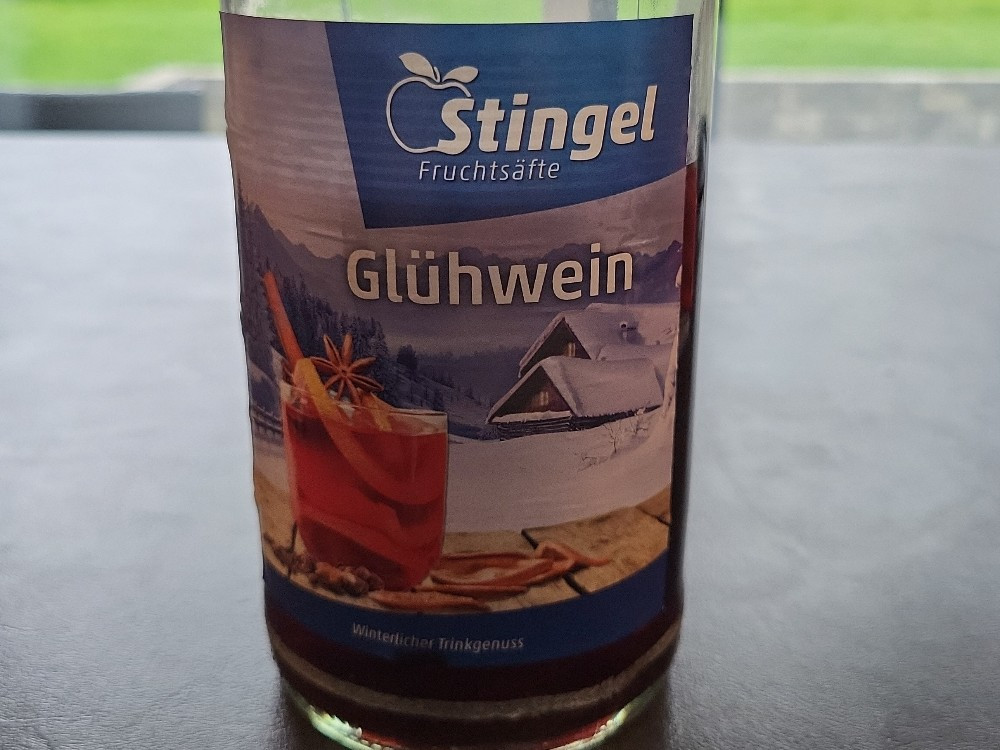 Stingel
Fruchtsäfte
Glühwein
Winterlicher Trinkgenuss